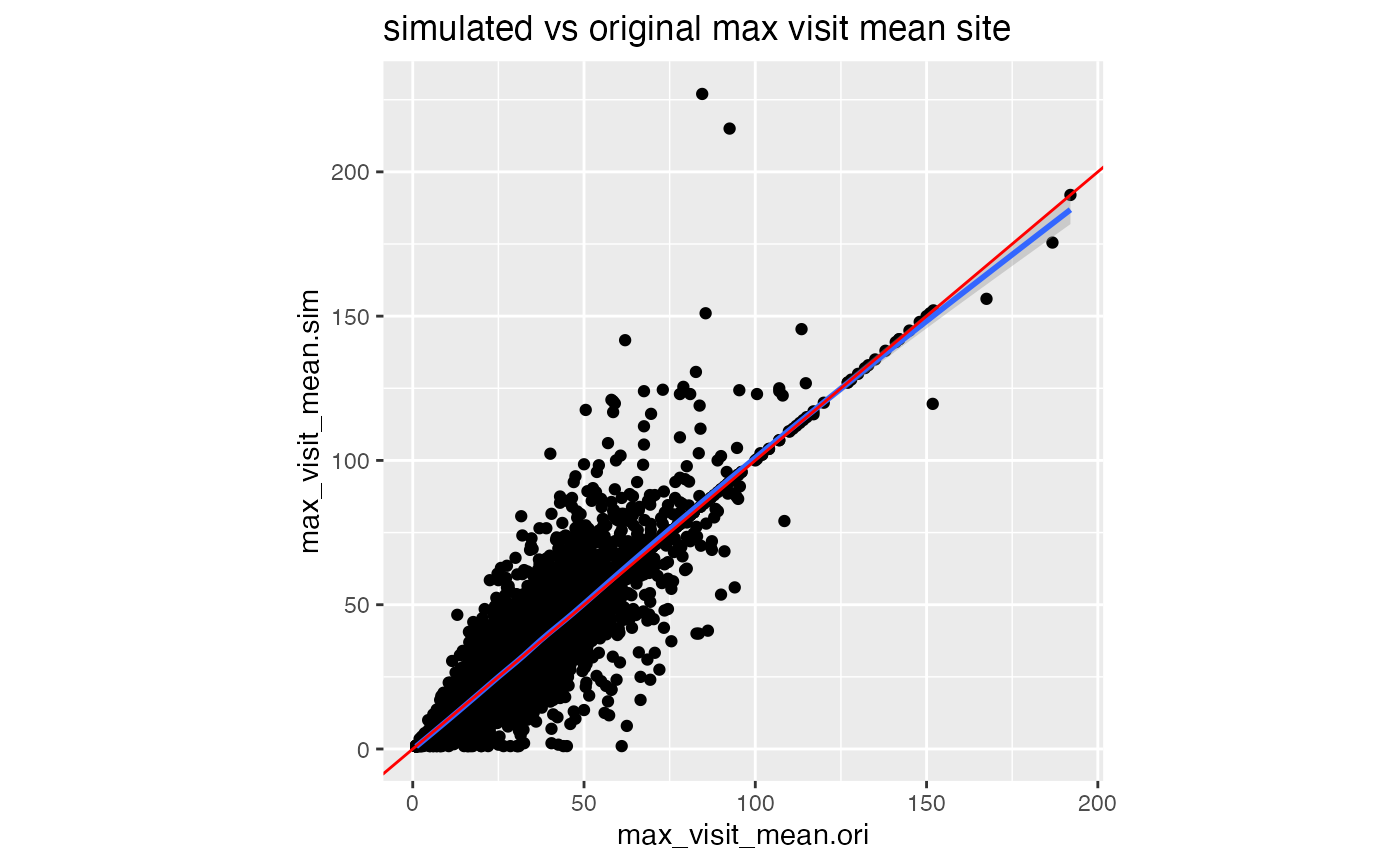 simulated vs original max visit mean site
max_visit_mean.sim
200
150
100
50
0
0 50 100 150 200
max_visit_mean.ori